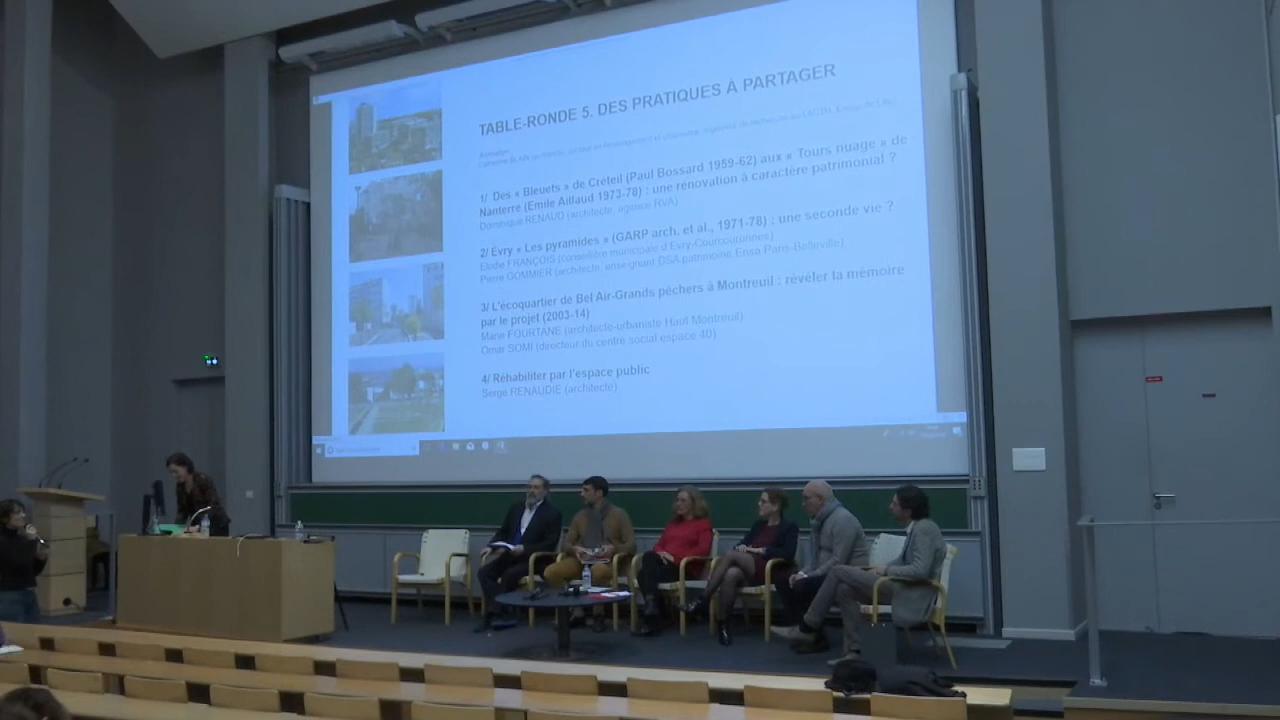 TABLE-RONDE 5. DES PRATIQUES À PARTAGER
1/ Des « Bleuets » de Créteil (Paul Bossard 1959-62) aux « Tours nuage » de
Nanterre (Emile Aillaud 1973-78) : une rénovation à caractère patrimonial ?
Dominique RENAUD (architecte, agence RVA)
2/ Évry « Les pyramides » (GARP arch. et al., 1971-78) : une seconde vie ?
Elodie FRANÇOIS (conseillère municipale d'Evry-Courcouronnes)
Pierre GOMMIER (architecte, enseignant DSA patrimoine Ensa Paris-Belleville)
3/ L'écoquartier de Bel Air-Grands pêchers à Montreuil : révéler la mémoire
par le projet (2003-14)
Marie FOURTANE (architecte-urbaniste Haut Montreuil)
Omar SOMI (directeur du centre social espace 40)
4/ Réhabiliter par l'espace public
Serge RENAUDIE (architecte)